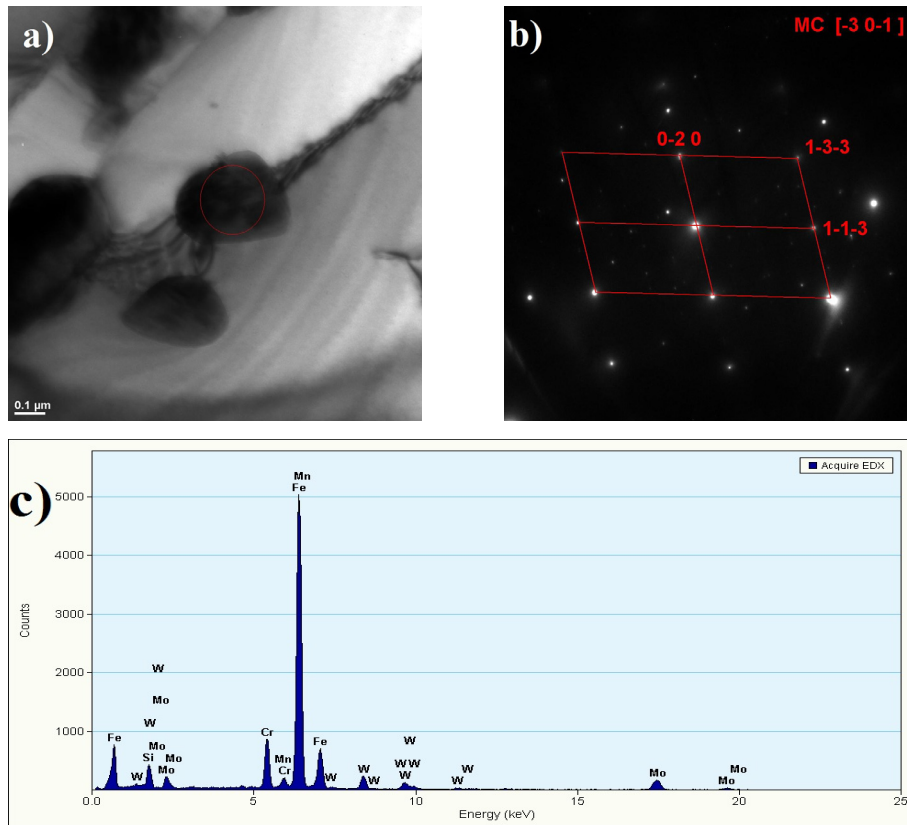 a)
0.1 µm
b)
MC [-3 0-1 ]
0-2 0
1-3-3
1-1-3
c)
Acquire EDX
Counts
5000
4000
3000
2000
1000
Mn
Fe
W
Mo
W
Mo
Si
Mo
Mo
Fe
W
Cr
Mn
Cr
Fe
W
W
W
W
W W
W
W
W
Mo
Mo
Mo
0.0
5
10
15
20
25
Energy (keV)